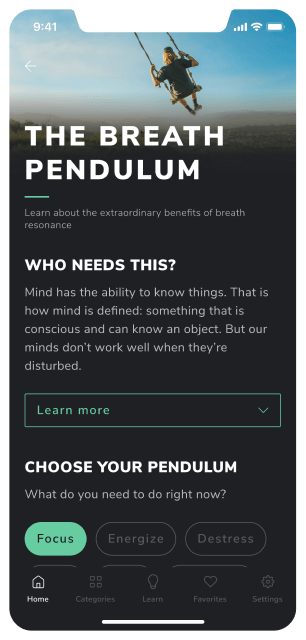 9:41
THE BREATH
PENDULUM
Learn about the extraordinary benefits of breath
resonance
WHO NEEDS THIS?
Mind has the ability to know things. That is
how mind is defined: something that is
conscious and can know an object. But our
minds don't work well when they're
disturbed.
Learn more
CHOOSE YOUR PENDULUM
What do you need to do right now?
Focus Energize Destress
Home Categories Learn Favorites Settings